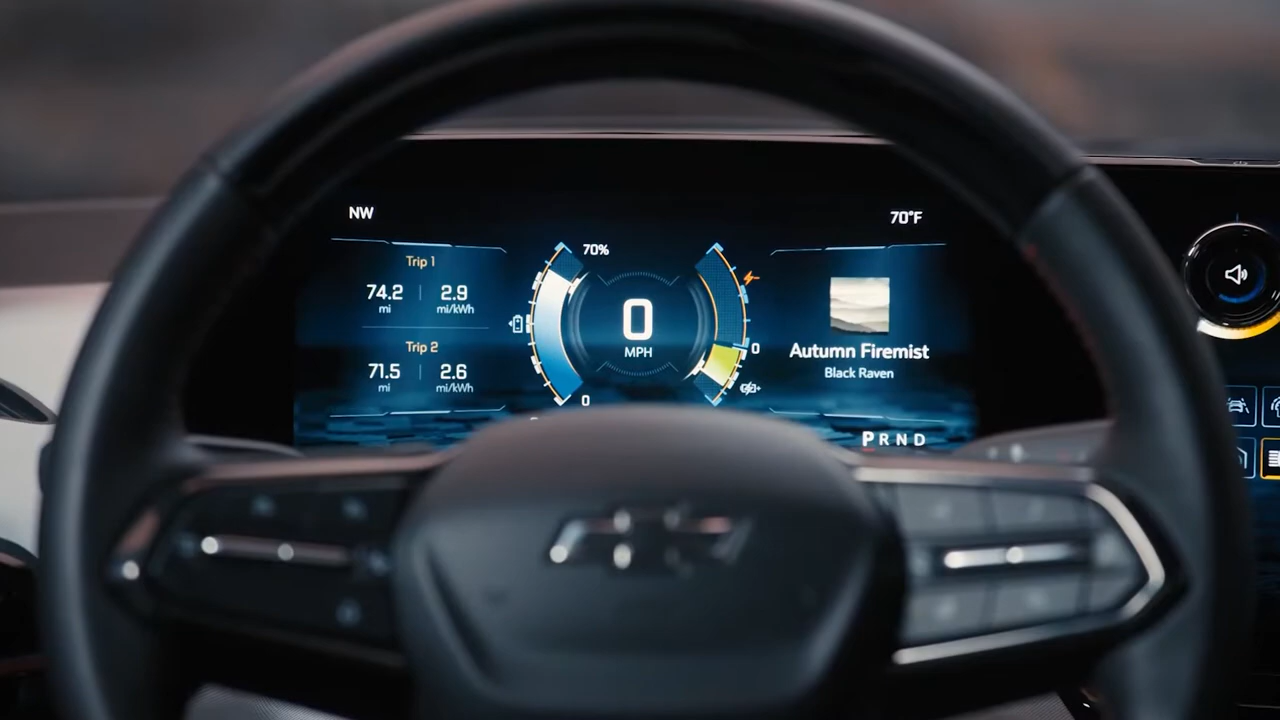 NW
70°F
Trip 1
74.2 2.9
mi mi/kWh
Trip 2
71.5 2.6
mi mi/kWh
70%
0
0
MPH
0
Autumn Firemist
Black Raven
PRND